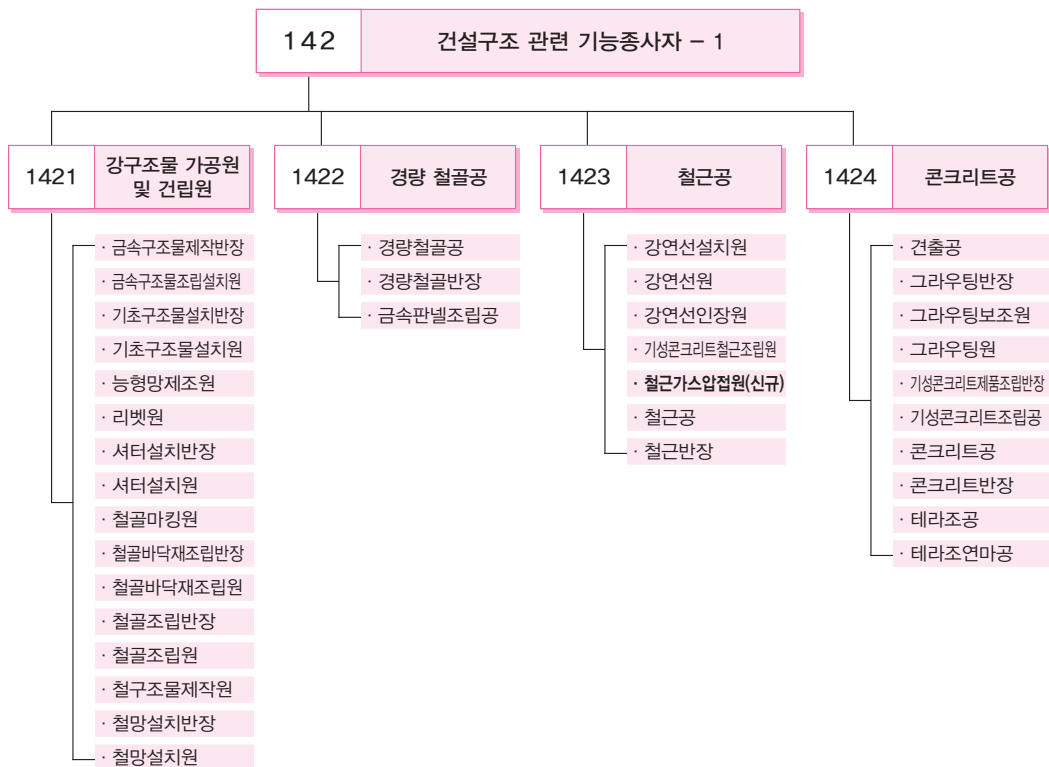 142 건설구조 관련 기능종사자 – 1
1421 강구조물 가공원
및 건립원
· 금속구조물제작반장
· 금속구조물조립설치원
· 기초구조물설치반장
· 기초구조물설치원
· 능형망제조원
· 리벳원
· 셔터설치반장
· 셔터설치원
· 철골마킹원
· 철골바닥재조립반장
· 철골바닥재조립원
· 철골조립반장
· 철골조립원
· 철구조물제작원
· 철망설치반장
· 철망설치원
1422 경량 철골공
· 경량철골공
· 경량철골반장
· 금속판넬조립공
1423 철근공
· 강연선설치원
· 강연선원
· 강연선인장원
· 기성콘크리트철근조립원
· 철근가스압접원(신규)
· 철근공
· 철근반장
1424 콘크리트공
· 견출공
· 그라우팅반장
· 그라우팅보조원
· 그라우팅원
· 기성콘크리트제품조립반장
· 기성콘크리트조립공
· 콘크리트공
· 콘크리트반장
· 테라조공
· 테라조연마공